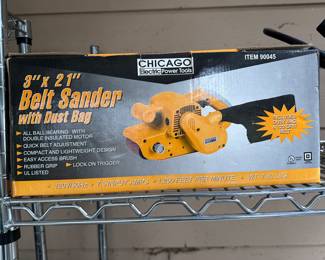 CHICAGO
Electric Power Tools
ITEM 90045
3" x 21"
Belt Sander
with Dust Bag
• ALL BALL BEARING WITH
DOUBLE INSULATED MOTOR
• QUICK BELT ADJUSTMENT
• COMPACT AND LIGHTWEIGHT DESIGN
• EASY ACCESS BRUSH
• RUBBER GRIP
• LOCK ON TRIGGER
• UL LISTED